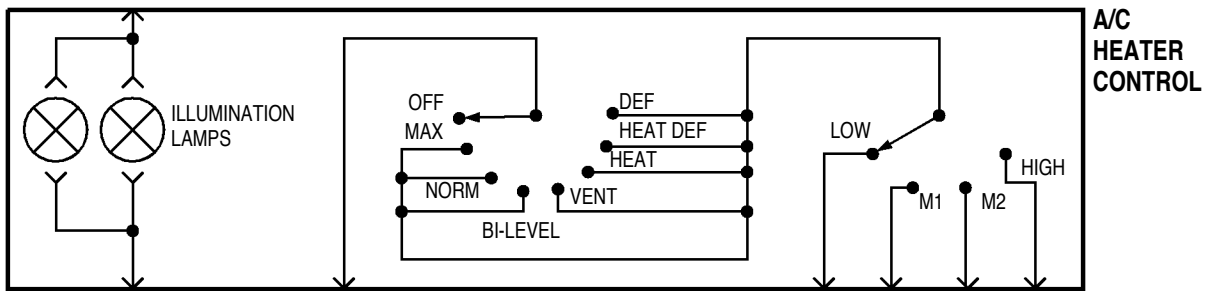 A/C
HEATER
CONTROL
ILLUMINATION
LAMPS
OFF
MAX
NORM
BI-LEVEL
DEF
HEAT DEF
HEAT
VENT
LOW
M1
M2
HIGH